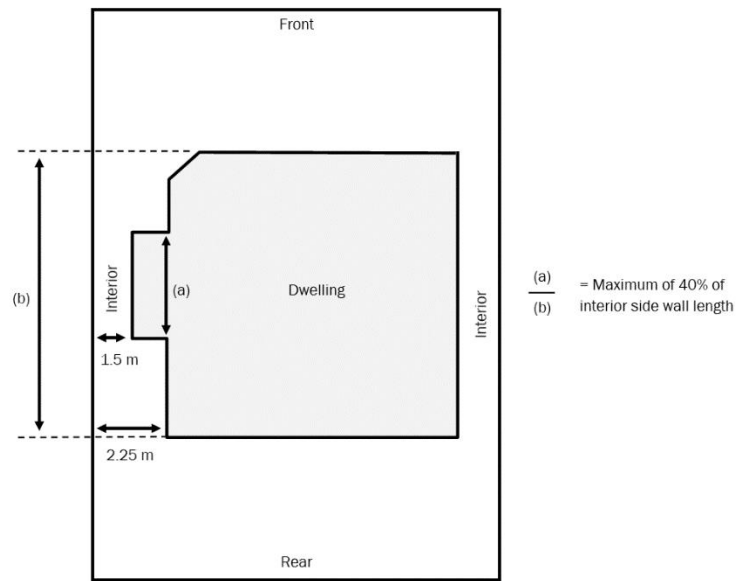 Front
(b)
Interior
(a)
Dwelling
Interior
(a)
(b)
= Maximum of 40% of
interior side wall length
1.5 m
2.25 m
Rear